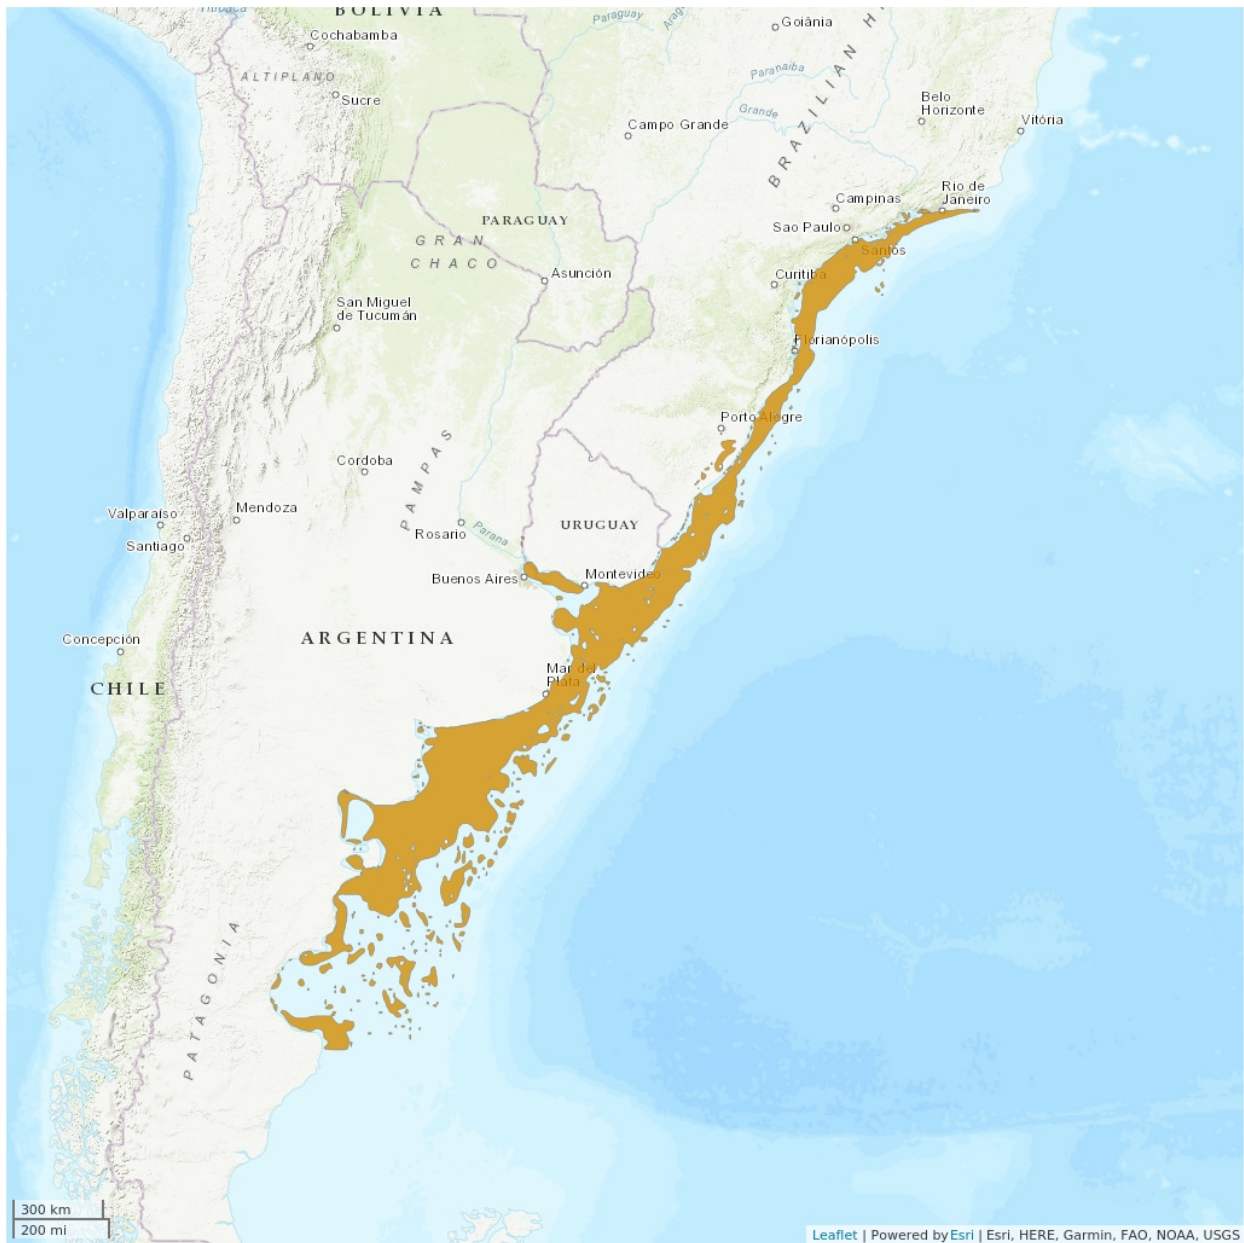 BOLIVIA
Cochabamba
ALTIPLANO
Sucre
Paraguay
Goiânia
Paranaiba
Grande
BRAZILIAN H
Belo
Horizonte
Vitória
Campo Grande
Rio de
Janeiro
Campinas
Sao Paulo
Santos
PARAGUAY
GRAN
CHACO
Asunción
Curitiba
San Miguel
de Tucumán
Florianópolis
Porto Alegre
Cordoba
PAMPAS
Mendoza
Valparaíso
Santiago
Rosario
Parana
URUGUAY
Buenos Aires
Montevideo
Concepción
ARGENTINA
CHILE
Mar del
Plata
PATAGONIA
300 km
200 mi
Leaflet | Powered by Esri | Esri, HERE, Garmin, FAO, NOAA, USGS